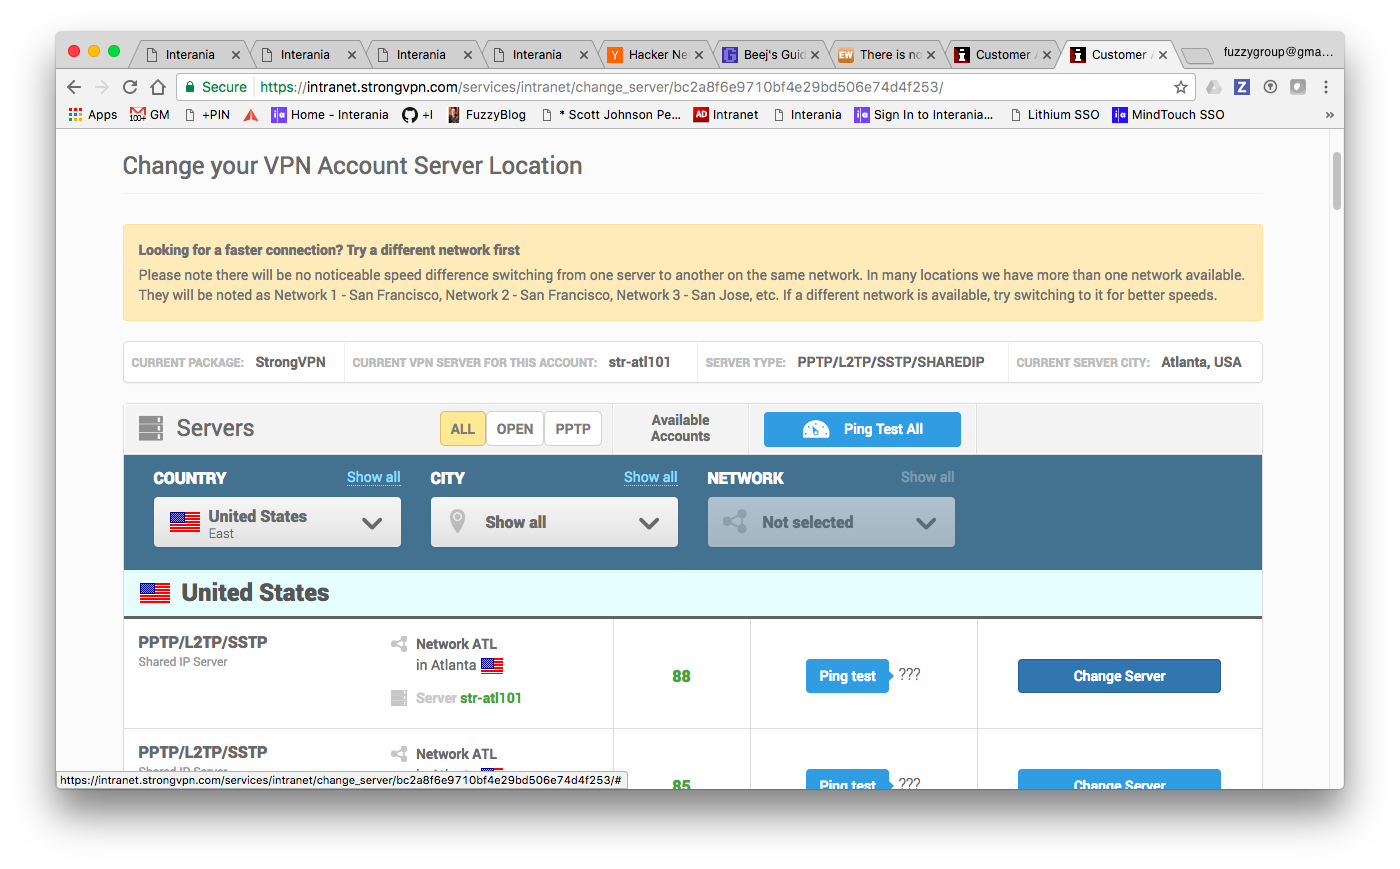 Interania
Interania
Interania
Interania
Hacker Ne
Beej's Guid
There is no
Customer
Customer
fuzzygroup@gma...
Secure
https://intranet.strongvpn.com/services/intranet/change_server/bc2a8f6e9710bf4e29bd506e74d4f253/
Apps
100+
GM
+PIN
Home - Interania
+I
FuzzyBlog
* Scott Johnson Pe...
AD Intranet
Interania
Sign In to Interania...
Lithium SSO
MindTouch SSO
»
Change your VPN Account Server Location
Looking for a faster connection? Try a different network first
Please note there will be no noticeable speed difference switching from one server to another on the same network. In many locations we have more than one network available.
They will be noted as Network 1 - San Francisco, Network 2 - San Francisco, Network 3 - San Jose, etc. If a different network is available, try switching to it for better speeds.
CURRENT PACKAGE: StrongVPN
CURRENT VPN SERVER FOR THIS ACCOUNT: str-atl101
SERVER TYPE: PPTP/L2TP/SSTP/SHAREDIP
CURRENT SERVER CITY: Atlanta, USA
Servers
ALL
OPEN
PPTP
Available
Accounts
Ping Test All
COUNTRY
Show all
CITY
Show all
NETWORK
Show all
United States
East
Show all
Not selected
United States
PPTP/L2TP/SSTP
Shared IP Server
Network ATL
in Atlanta
Server str-atl101
88
Ping test
???
Change Server
PPTP/L2TP/SSTP
Shared IP Server
Network ATL
in Atlanta
85
Ping test
???
Change Server
https://intranet.strongvpn.com/services/intranet/change_server/bc2a8f6e9710bf4e29bd506e74d4f253/#